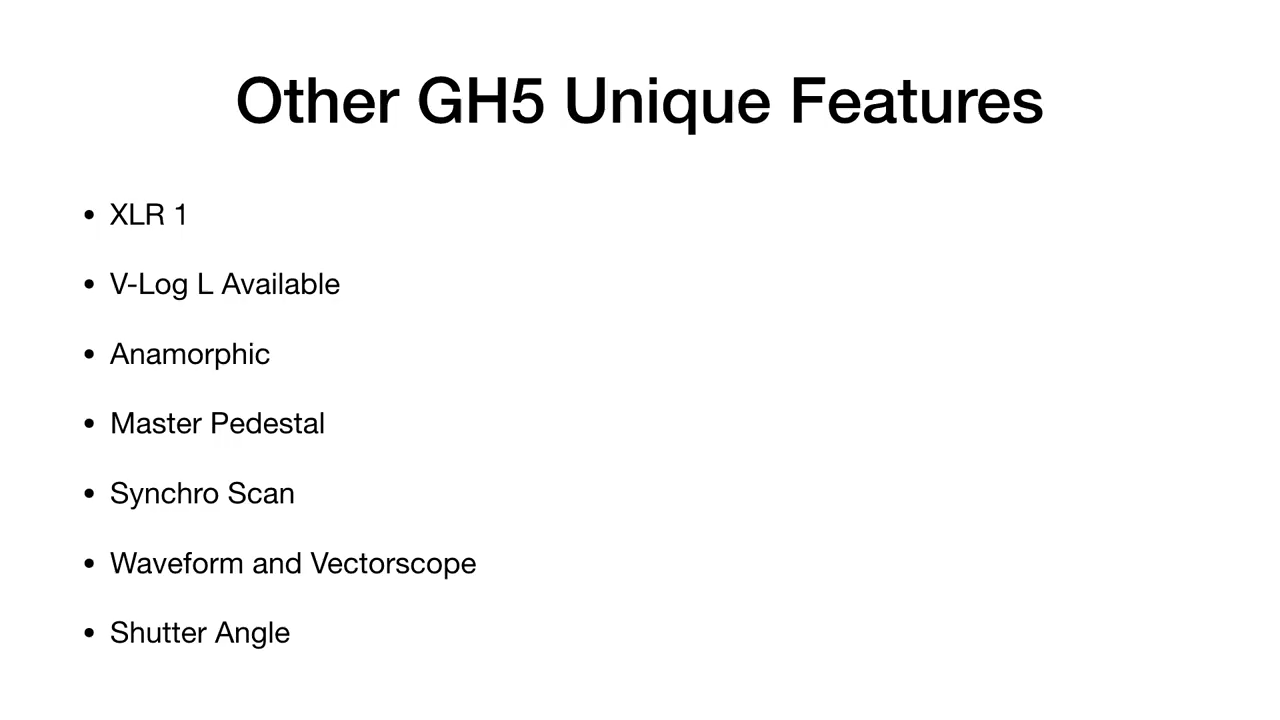 Other GH5 Unique Features
• XLR 1
• V-Log L Available
• Anamorphic
• Master Pedestal
• Synchro Scan
• Waveform and Vectorscope
• Shutter Angle